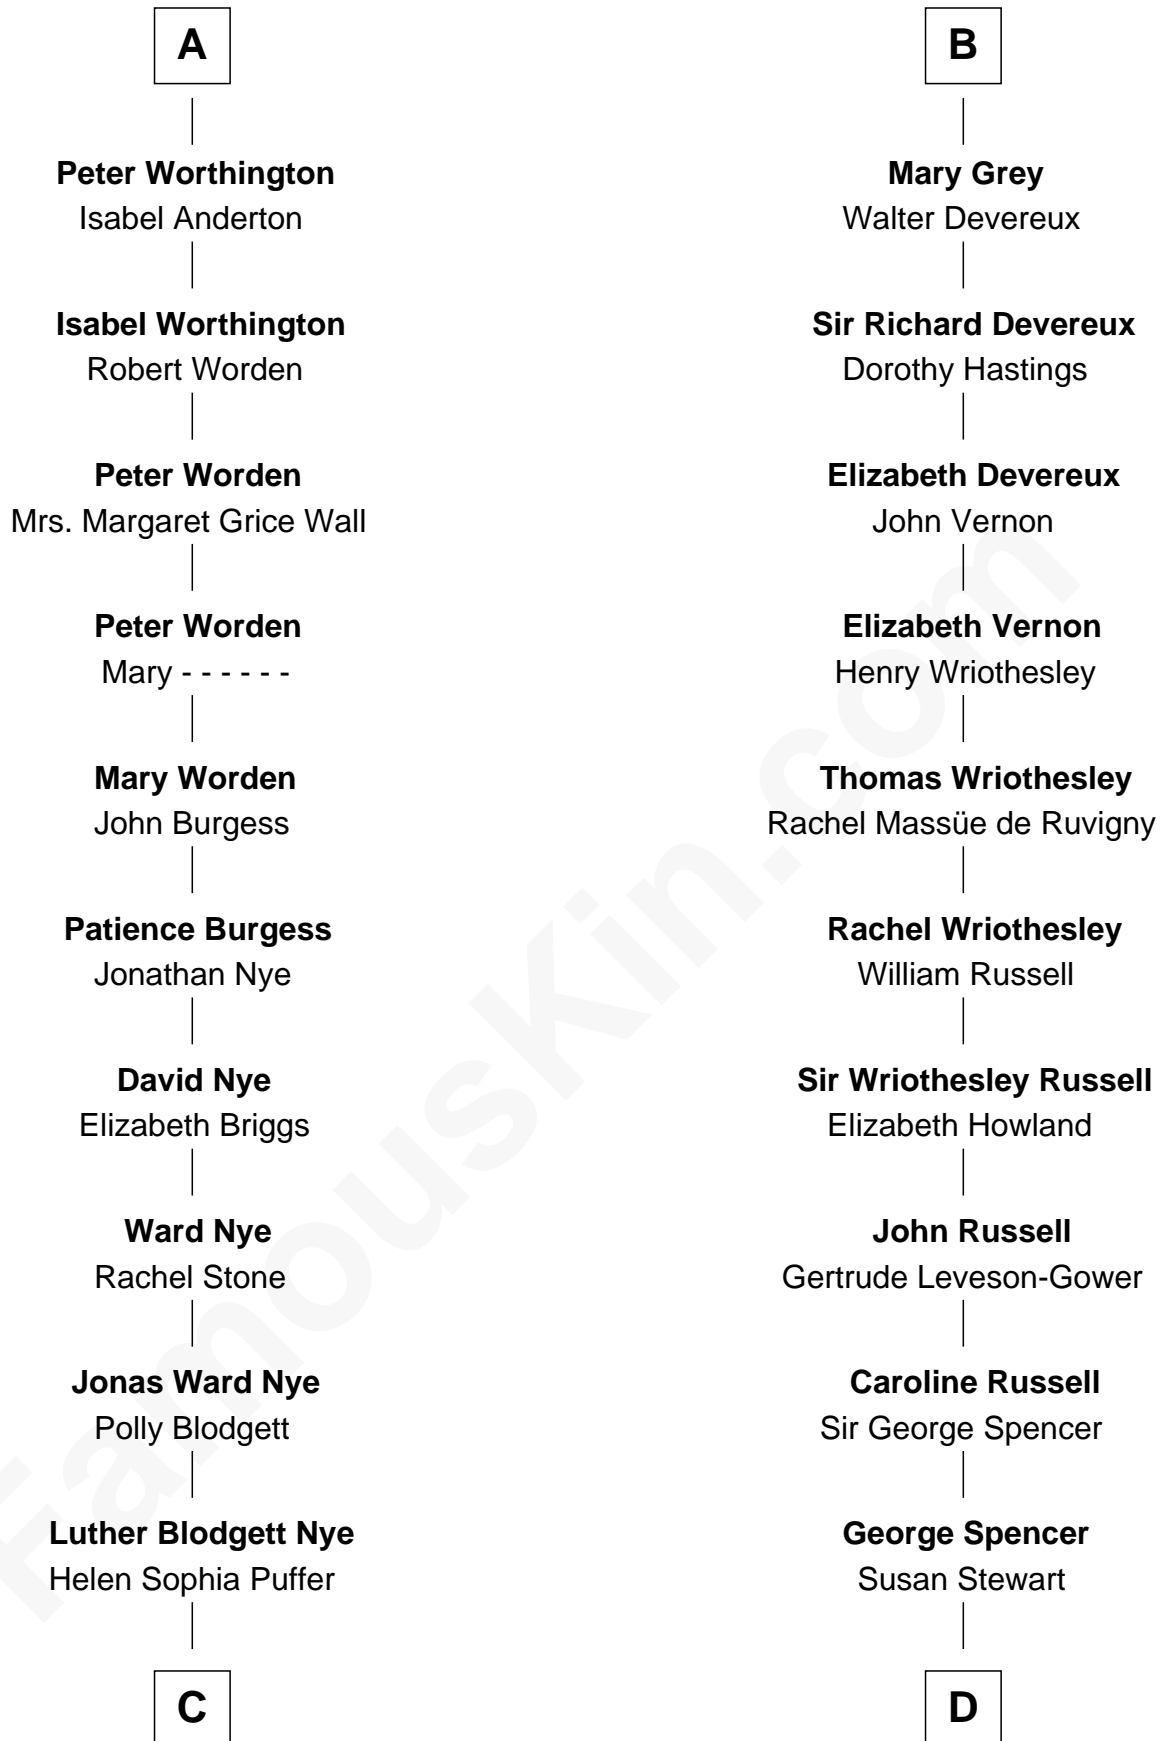 A
Peter Worthington
Isabel Anderton
Isabel Worthington
Robert Worden
Peter Worden
Mrs. Margaret Grice Wall
Peter Worden
Mary - - - - - -
Mary Worden
John Burgess
Patience Burgess
Jonathan Nye
David Nye
Elizabeth Briggs
Ward Nye
Rachel Stone
Jonas Ward Nye
Polly Blodgett
Luther Blodgett Nye
Helen Sophia Puffer
C
B
Mary Grey
Walter Devereux
Sir Richard Devereux
Dorothy Hastings
Elizabeth Devereux
John Vernon
Elizabeth Vernon
Henry Wriothesley
Thomas Wriothesley
Rachel Massüe de Ruvigny
Rachel Wriothesley
William Russell
Sir Wriothesley Russell
Elizabeth Howland
John Russell
Gertrude Leveson-Gower
Caroline Russell
Sir George Spencer
George Spencer
Susan Stewart
D
FamousKin.com